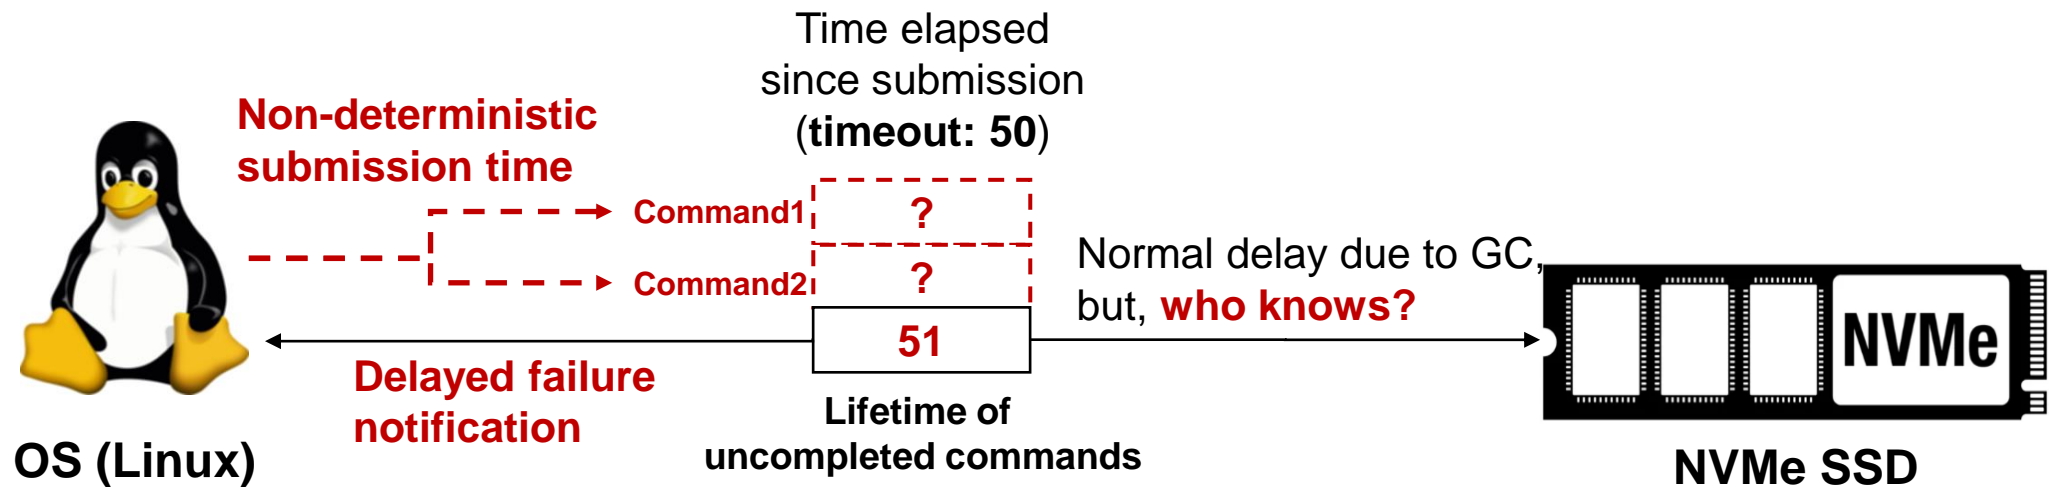 Time elapsed
since submission
(timeout: 50)
Non-deterministic
submission time
Command1
?
Command2
?
Normal delay due to GC,
but, who knows?
51
NVMe
Delayed failure
notification
Lifetime of
uncompleted commands
OS (Linux)
NVMe SSD